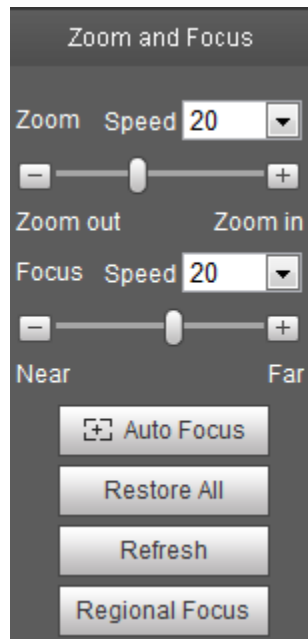 Zoom and Focus
Zoom Speed 20
Zoom out Zoom in
Focus Speed 20
Near Far
Auto Focus
Restore All
Refresh
Regional Focus